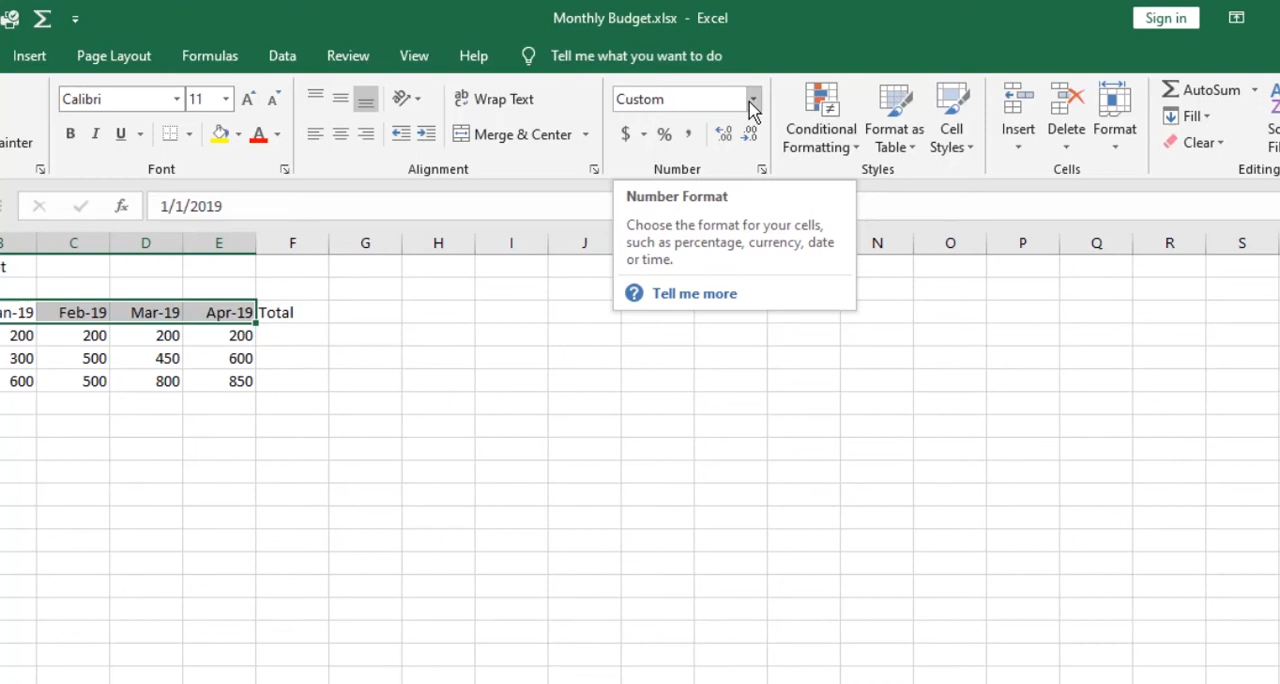 Monthly Budget.xlsx - Excel
Sign in
Insert Page Layout Formulas Data Review View Help Tell me what you want to do
Calibri 11 Wrap Text Custom AutoSum
Fill
ainter B I U Merge & Center $ % , Conditional Formatting Format as Table Cell Styles Insert Delete Format Clear
Font Alignment Number Styles Cells Editing
fx 1/1/2019
Number Format
Choose the format for your cells,
such as percentage, currency, date
or time.
Tell me more
C D E F G H I J N O P Q R S
t
an-19 Feb-19 Mar-19 Apr-19 Total
200 200 200 200
300 500 450 600
600 500 800 850